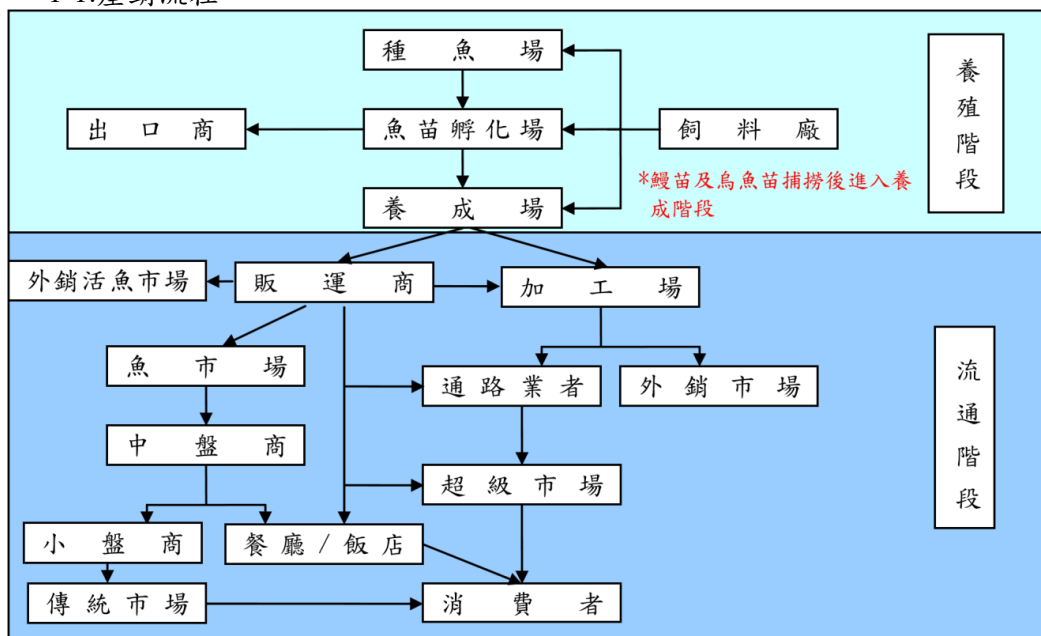 種魚場
出口商
魚苗孵化場
飼料廠
養成場
*鰻苗及烏魚苗捕撈後進入養
成階段
養殖階段
外銷活魚市場
販運商
加工場
魚市場
通路業者
外銷市場
中盤商
超級市場
小盤商
餐廳/飯店
傳統市場
消費者
流通階段